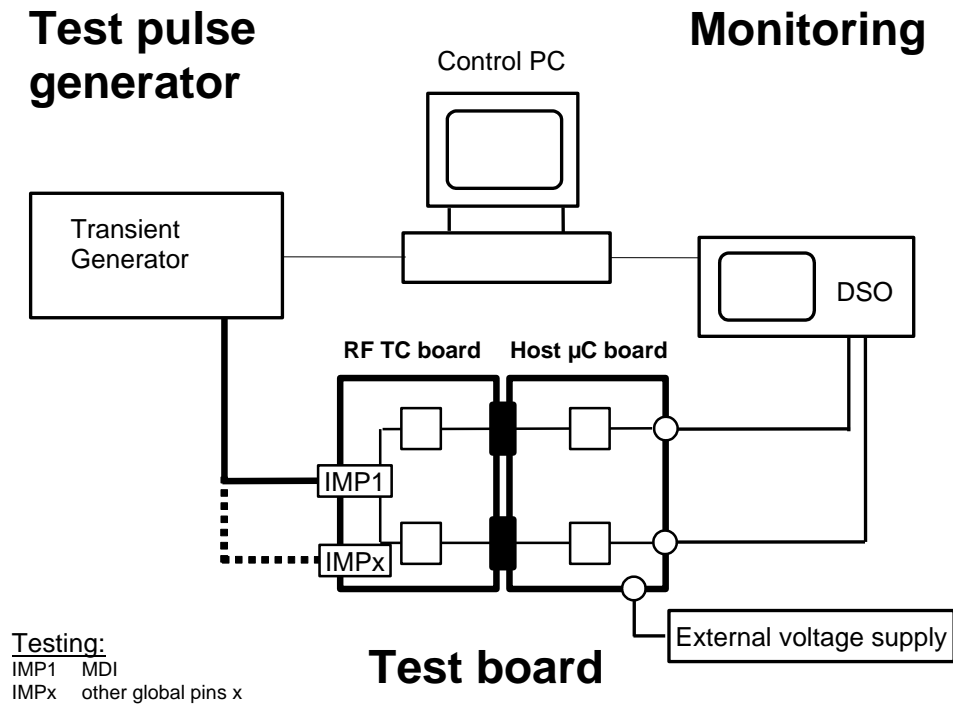 Test pulse
generator
Monitoring
Control PC
Transient
Generator
DSO
RF TC board
Host µC board
IMP1
IMPx
External voltage supply
Test board
Testing:
IMP1 MDI
IMPx other global pins x